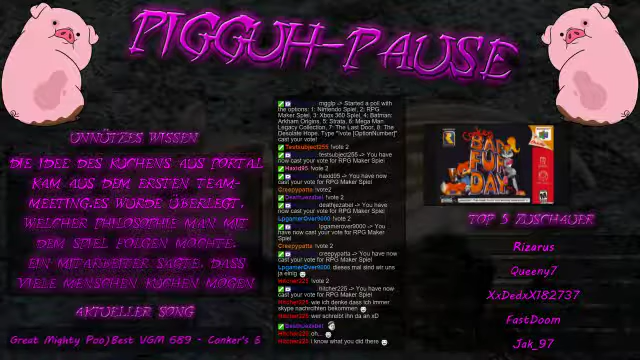 PIGGUH-PAUSE
UNNÜTZES WISSEN
DIE IDEE DES KUCHENS AUS PORTAL
KAM AUS DEM ERSTEN TEAM-
MEETING.ES WURDE ÜBERLEGT,
WELCHER PHILOSOPHIE MAN MIT
DEM SPIEL FOLGEN MÖCHTE.
EIN MITARBEITER SAGTE, DASS
VIELE MENSCHEN KUCHEN MÖGEN
AKTUELLER SONG
Great Mighty Poo)Best VGM 689 - Conker's B
mgglp -> Started a poll with
the options: 1: Nintendo Spiel, 2: RPG
Maker Spiel, 3: Xbox 360 Spiel, 4: Batman:
Arkham Origins, 5: Strata, 6: Mega Man
Legacy Collection, 7: The Last Door, 8: The
Desolate Hope. Type "!vote [OptionNumber]"
cast your vote!
Testsubject255 !vote 2
testsubject255 -> You have
now cast your vote for RPG Maker Spiel
Haxid95 !vote 2
haxid95 -> You have now
cast your vote for RPG Maker Spiel
Creepypatta !vote2
Deathjezabel !vote 2
deathjezabel -> You have
now cast your vote for RPG Maker Spiel
Lpgamerover9000 !vote 2
lpgamerover9000 -> You
have now cast your vote for RPG Maker
Spiel
Creepypatta !vote 2
creepypatta -> You have now
cast your vote for RPG Maker Spiel
LpgamerOver9000 dieses mal sind wir uns
ja einig
Hitcher225 !vote 2
hitcher225 -> You have now
cast your vote for RPG Maker Spiel
Hitcher225 wie ich denke dass ich immer
skype nachrichten bekommen
Hitcher225 wer schreibt ihn da an xD
Deathjezabel
Hitcher225 oh...
Hitcher225 I know what you did there
CONKER'S
BAD
FUR
DAY
TOP 5 ZUSCHAUER
Rizarus
Queeny7
XxDedxX182737
FastDoom
Jak_97